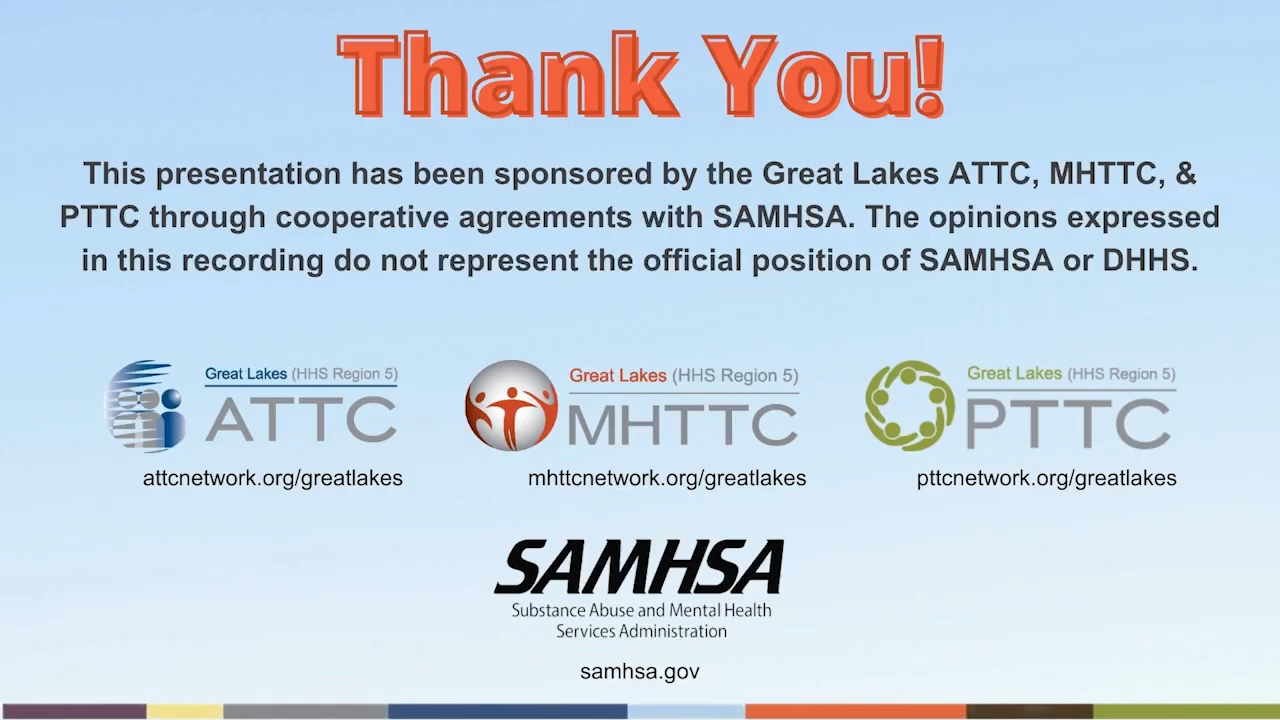 Thank You!
This presentation has been sponsored by the Great Lakes ATTC, MHTTC, &
PTTC through cooperative agreements with SAMHSA. The opinions expressed
in this recording do not represent the official position of SAMHSA or DHHS.
Great Lakes (HHS Region 5)
ATTC
attcnetwork.org/greatlakes
Great Lakes (HHS Region 5)
MHTTC
mhttcnetwork.org/greatlakes
Great Lakes (HHS Region 5)
PTTC
pttcnetwork.org/greatlakes
SAMHSA
Substance Abuse and Mental Health
Services Administration
samhsa.gov